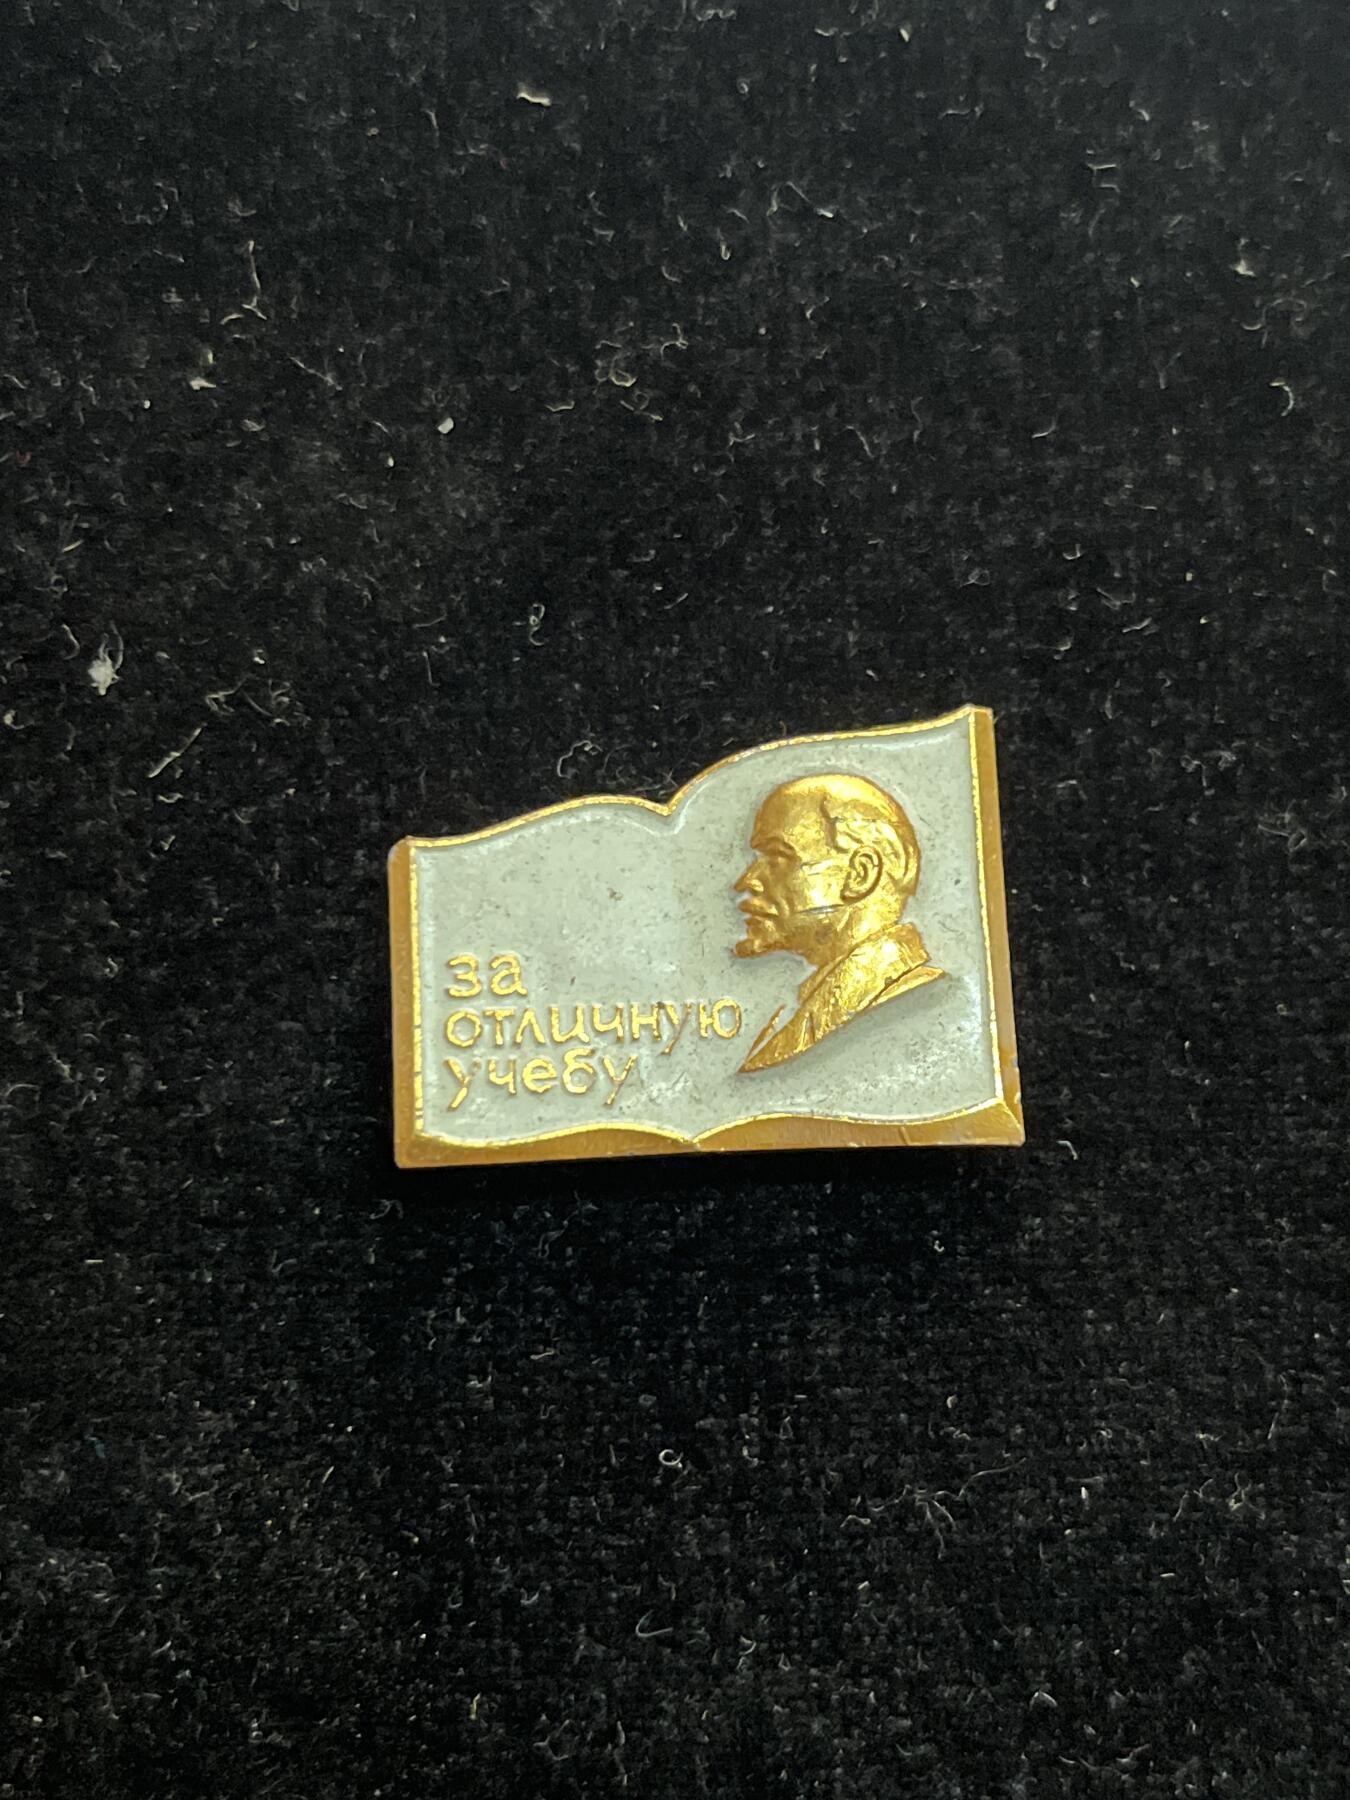 за
отличную
учебу